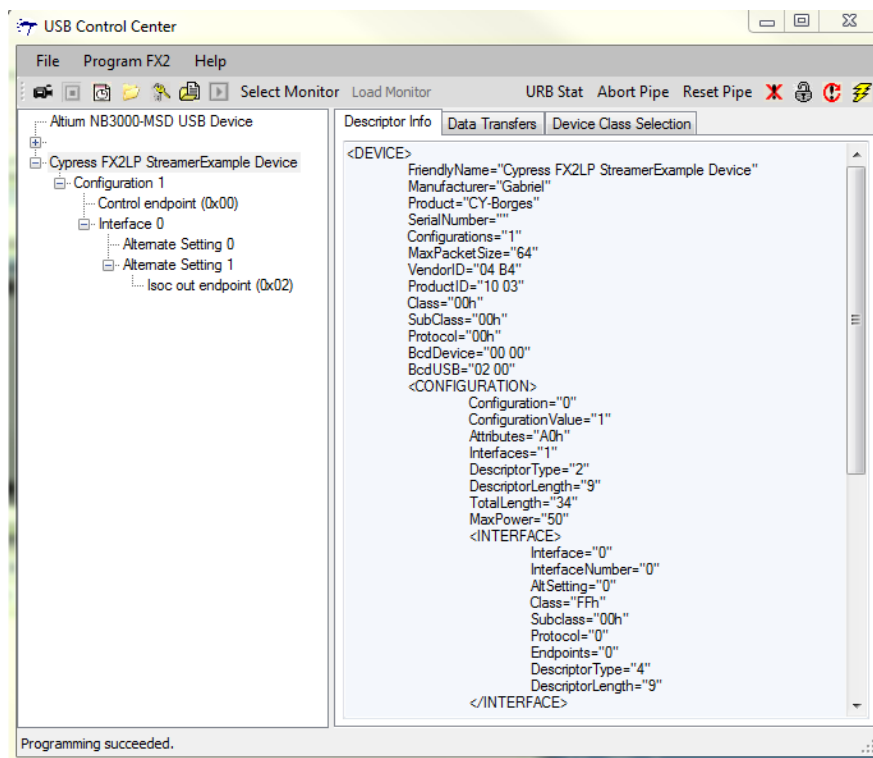 USB Control Center
File Program FX2 Help
Select Monitor Load Monitor URB Stat Abort Pipe Reset Pipe
Altium NB3000-MSD USB Device
Cypress FX2LP StreamerExample Device
Configuration 1
Control endpoint (0x00)
Interface 0
Alternate Setting 0
Alternate Setting 1
Isoc out endpoint (0x02)
Descriptor Info Data Transfers Device Class Selection
<DEVICE>
FriendlyName="Cypress FX2LP StreamerExample Device"
Manufacturer="Gabriel"
Product="CY-Borges"
SerialNumber=""
Configurations="1"
MaxPacketSize="64"
VendorID="04 B4"
ProductID="10 03"
Class="00h"
SubClass="00h"
Protocol="00h"
BcdDevice="00 00"
BcdUSB="02 00"
<CONFIGURATION>
Configuration="0"
ConfigurationValue="1"
Attributes="A0h"
Interfaces="1"
DescriptorType="2"
DescriptorLength="9"
TotalLength="34"
MaxPower="50"
<INTERFACE>
Interface="0"
InterfaceNumber="0"
AltSetting="0"
Class="FFh"
Subclass="00h"
Protocol="0"
Endpoints="0"
DescriptorType="4"
DescriptorLength="9"
</INTERFACE>
Programming succeeded.